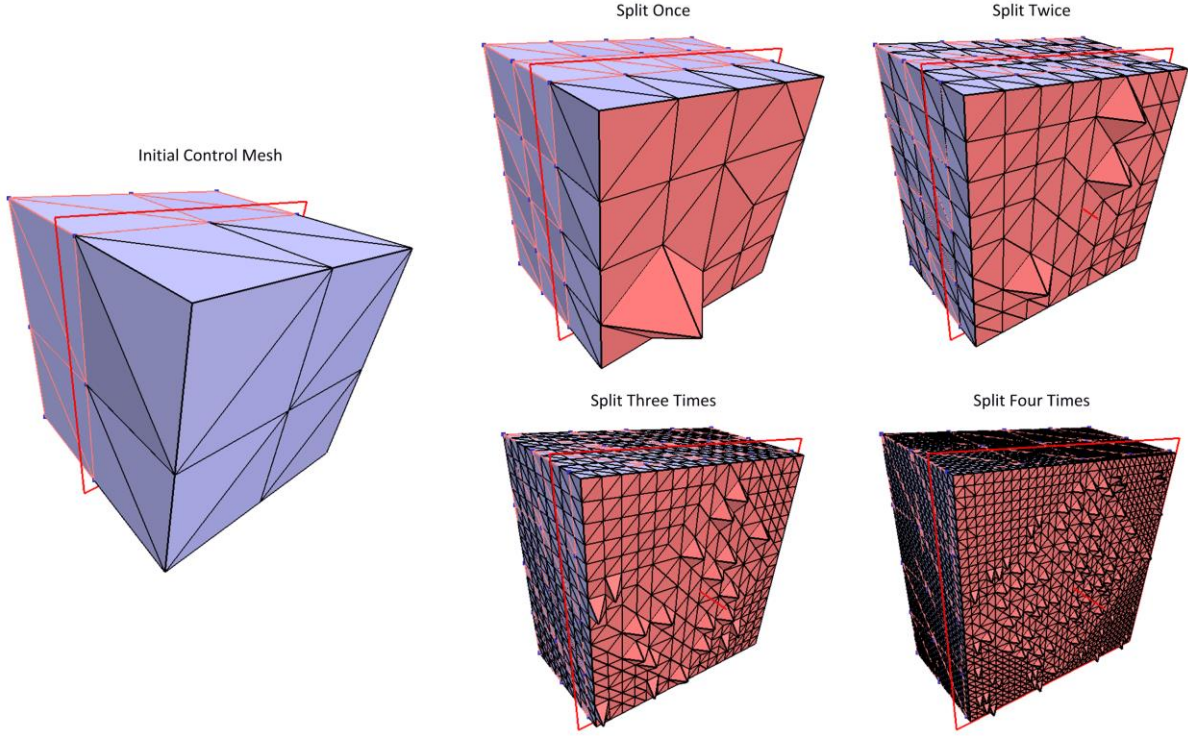 Split Once
Split Twice
Initial Control Mesh
Split Three Times
Split Four Times